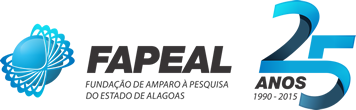 FAPEAL
FUNDAÇÃO DE AMPARO À PESQUISA
DO ESTADO DE ALAGOAS
25
ANOS
1990 - 2015